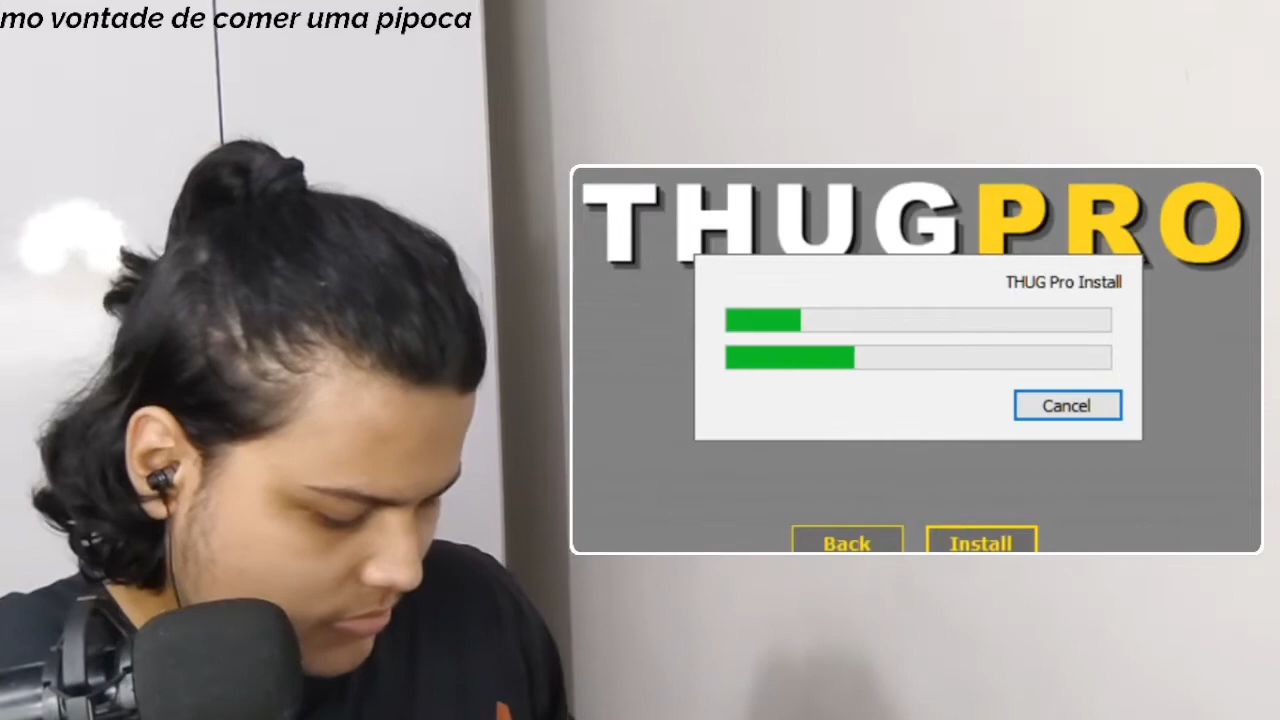 mo vontade de comer uma pipoca
THUGPRO
THUG Pro Install
Cancel
Back
Install